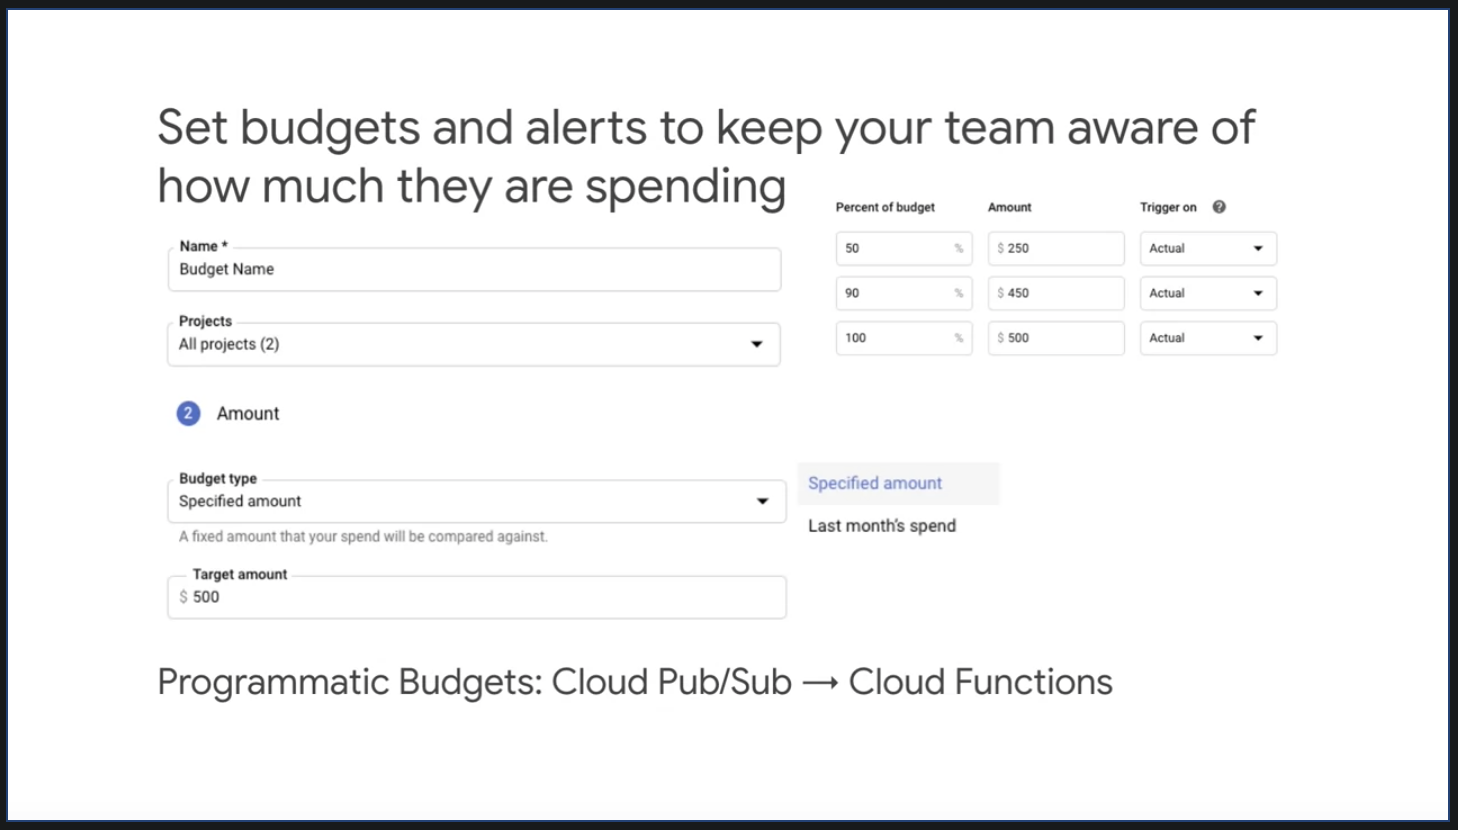 Set budgets and alerts to keep your team aware of
how much they are spending
Name *
Budget Name
Projects
All projects (2)
Percent of budget Amount Trigger on ?
50 % $ 250 Actual
90 % $ 450 Actual
100 % $ 500 Actual
2 Amount
Budget type
Specified amount
A fixed amount that your spend will be compared against.
Specified amount
Last month's spend
Target amount
$ 500
Programmatic Budgets: Cloud Pub/Sub → Cloud Functions